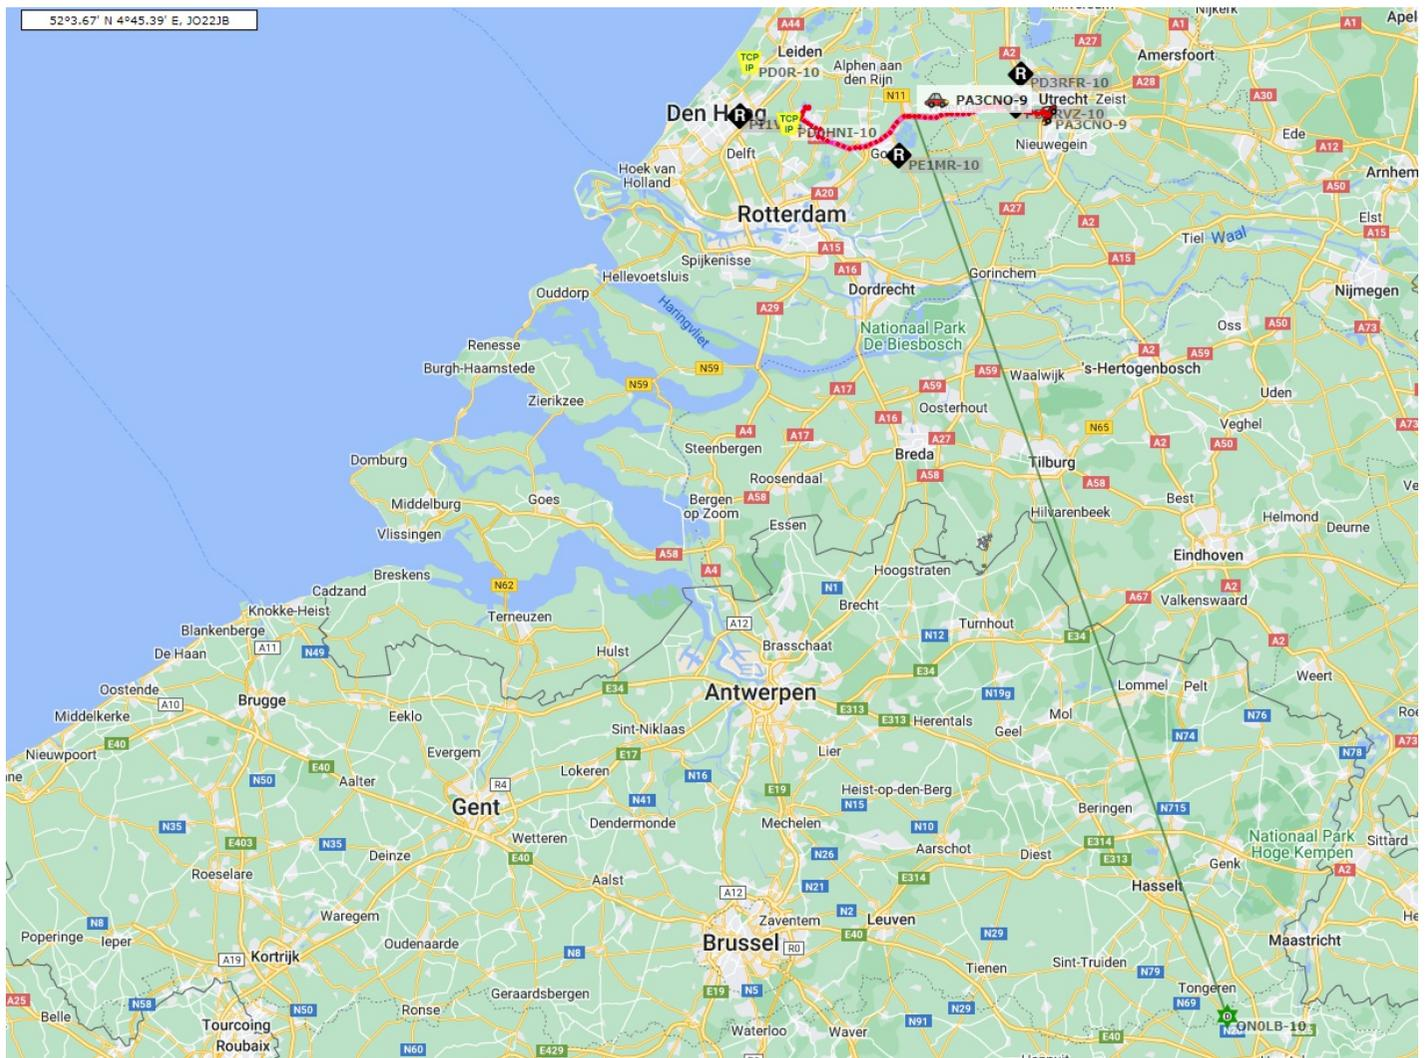 52°3.67' N 4°45.39' E, JO22JB
A44
Leiden
Nijkerk
A1
A1
Apel
TCP
IP
PD0R-10
Alphen aan
den Rijn
A2
A27
Amersfoort
R
PD3RFR-10
A28
A30
N11
PA3CNO-9
Utrecht
Zeist
Den Haag
R
TCP
IP
PD0HNI-10
PA3CNO-9
Ede
A12
Nieuwegein
Delft
R
PE1MR-10
Hoek van
Holland
Arnhem
A50
A20
Rotterdam
A27
A2
Elst
A15
Tiel
Waal
A15
A15
Spijkenisse
A16
Gorinchem
Hellevoetsluis
Ouddorp
Dordrecht
Nijmegen
Haringvliet
A29
Nationaal Park
De Biesbosch
Oss
A50
A73
Renesse
A2
A59
Burgh-Haamstede
N59
N59
A59
Waalwijk
's-Hertogenbosch
Zierikzee
A17
A59
Uden
A16
Oosterhout
A4
A17
A27
N65
Veghel
A73
Steenbergen
Breda
A2
A50
Domburg
Tilburg
Roosendaal
A58
A58
Middelburg
Goes
Bergen
op Zoom
A58
Best
Vlissingen
Essen
Hilvarenbeek
Helmond
Deurne
A58
Eindhoven
Breskens
A4
Hoogstraten
Cadzand
N62
N1
A2
Knokke-Heist
Brecht
A67
Valkenswaard
Terneuzen
A12
Turnhout
Blankenberge
A11
N49
Brasschaat
N12
E34
A2
De Haan
Hulst
E34
Weert
Oostende
E34
Antwerpen
Lommel
Pelt
A10
Brugge
N19g
Middelkerke
Eeklo
E313
E313
Herentals
Mol
N76
Sint-Niklaas
Geel
N74
Nieuwpoort
E40
Evergem
E17
Lier
N78
A73
E40
Lokeren
N16
N50
Aalter
R4
E19
Heist-op-den-Berg
N41
N15
Beringen
N715
Gent
Dendermonde
Mechelen
N35
N35
Wetteren
N10
Nationaal Park
Hoge Kempen
E403
Aarschot
E314
Sittard
Deinze
E40
N26
Diest
E313
Genk
A2
Roeselare
Aalst
E314
Hasselt
A12
N21
Waregem
N2
N8
Zaventem
Leuven
Poperinge
Ieper
Oudenaarde
Brussel
R0
E40
N29
Maastricht
A19
Kortrijk
N8
Sint-Truiden
N79
Tienen
Geraardsbergen
E19
N5
Tongeren
A25
N58
N50
Ronse
N29
N69
Belle
Tourcoing
N91
ON0LB-10
Roubaix
Waterloo
Waver
E40
N60
E429